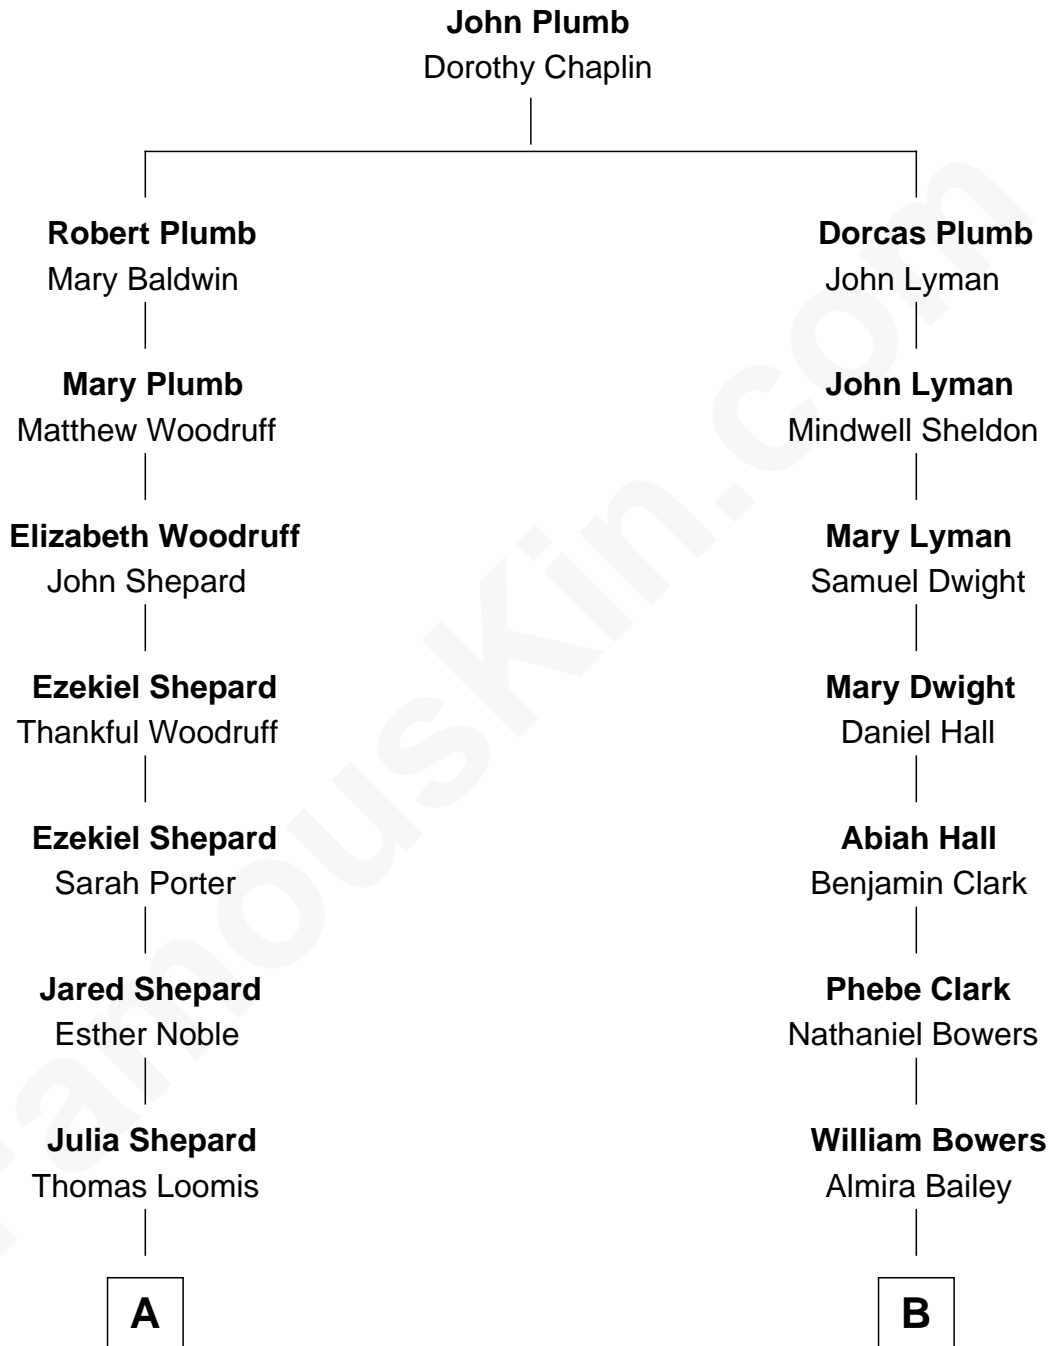 John Plumb
Dorothy Chaplin
Robert Plumb
Mary Baldwin
Dorcas Plumb
John Lyman
Mary Plumb
Matthew Woodruff
John Lyman
Mindwell Sheldon
Elizabeth Woodruff
John Shepard
Mary Lyman
Samuel Dwight
Ezekiel Shepard
Thankful Woodruff
Mary Dwight
Daniel Hall
Ezekiel Shepard
Sarah Porter
Abiah Hall
Benjamin Clark
Jared Shepard
Esther Noble
Phebe Clark
Nathaniel Bowers
Julia Shepard
Thomas Loomis
William Bowers
Almira Bailey
A
B
FamousKin.com